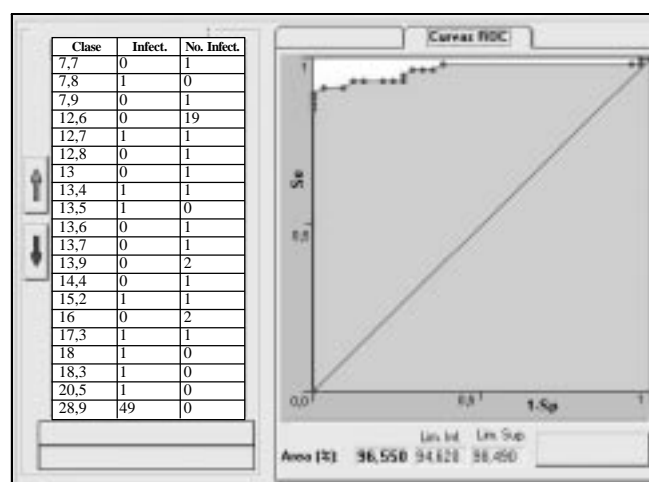 Clase Infect. No. Infect.
7,7 0 1
7,8 1 0
7,9 0 1
12,6 0 19
12,7 1 1
12,8 0 1
13 0 1
13,4 1 1
13,5 1 0
13,6 0 1
13,7 0 1
13,9 0 2
14,4 0 1
15,2 1 1
16 0 2
17,3 1 1
18 1 0
18,3 1 0
20,5 1 0
28,9 49 0
Curvas ROC
1
Se
0,5
0,0 0,5 1
1-Sp
Lim. Inf. Lim. Sup
Area (%) 96,550 94,620 98,490